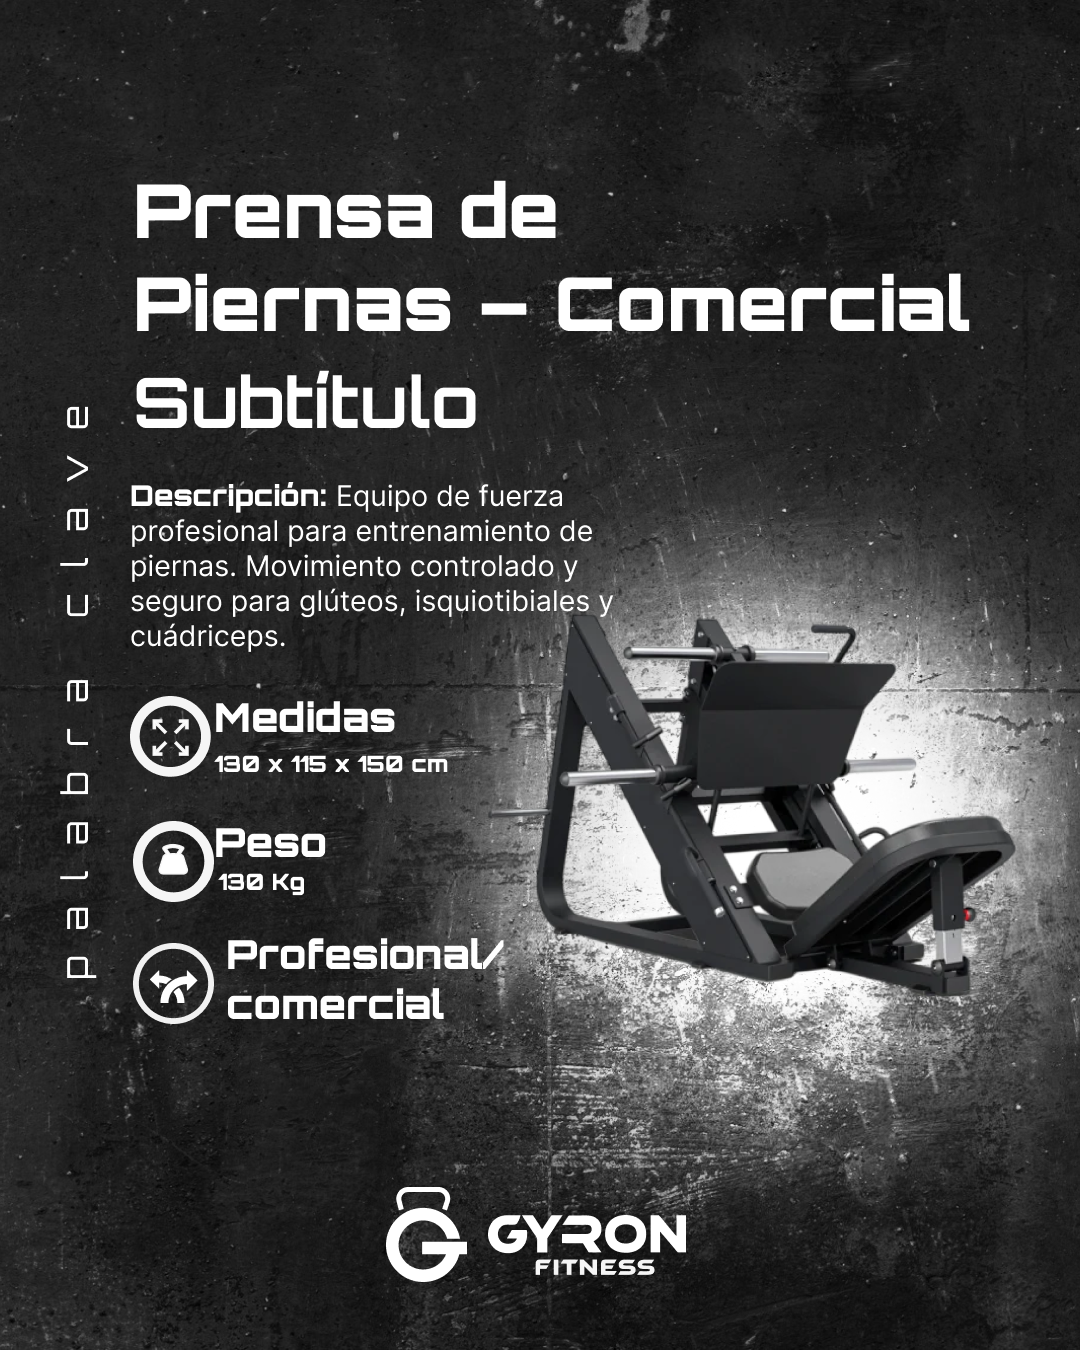 Prensa de
Piernas – Comercial
Subtítulo
palabra clave
Descripción: Equipo de fuerza
profesional para entrenamiento de
piernas. Movimiento controlado y
seguro para glúteos, isquiotibiales y
cuádriceps.
Medidas
130 x 115 x 150 cm
Peso
130 Kg
Profesional/
comercial
GYRON
FITNESS